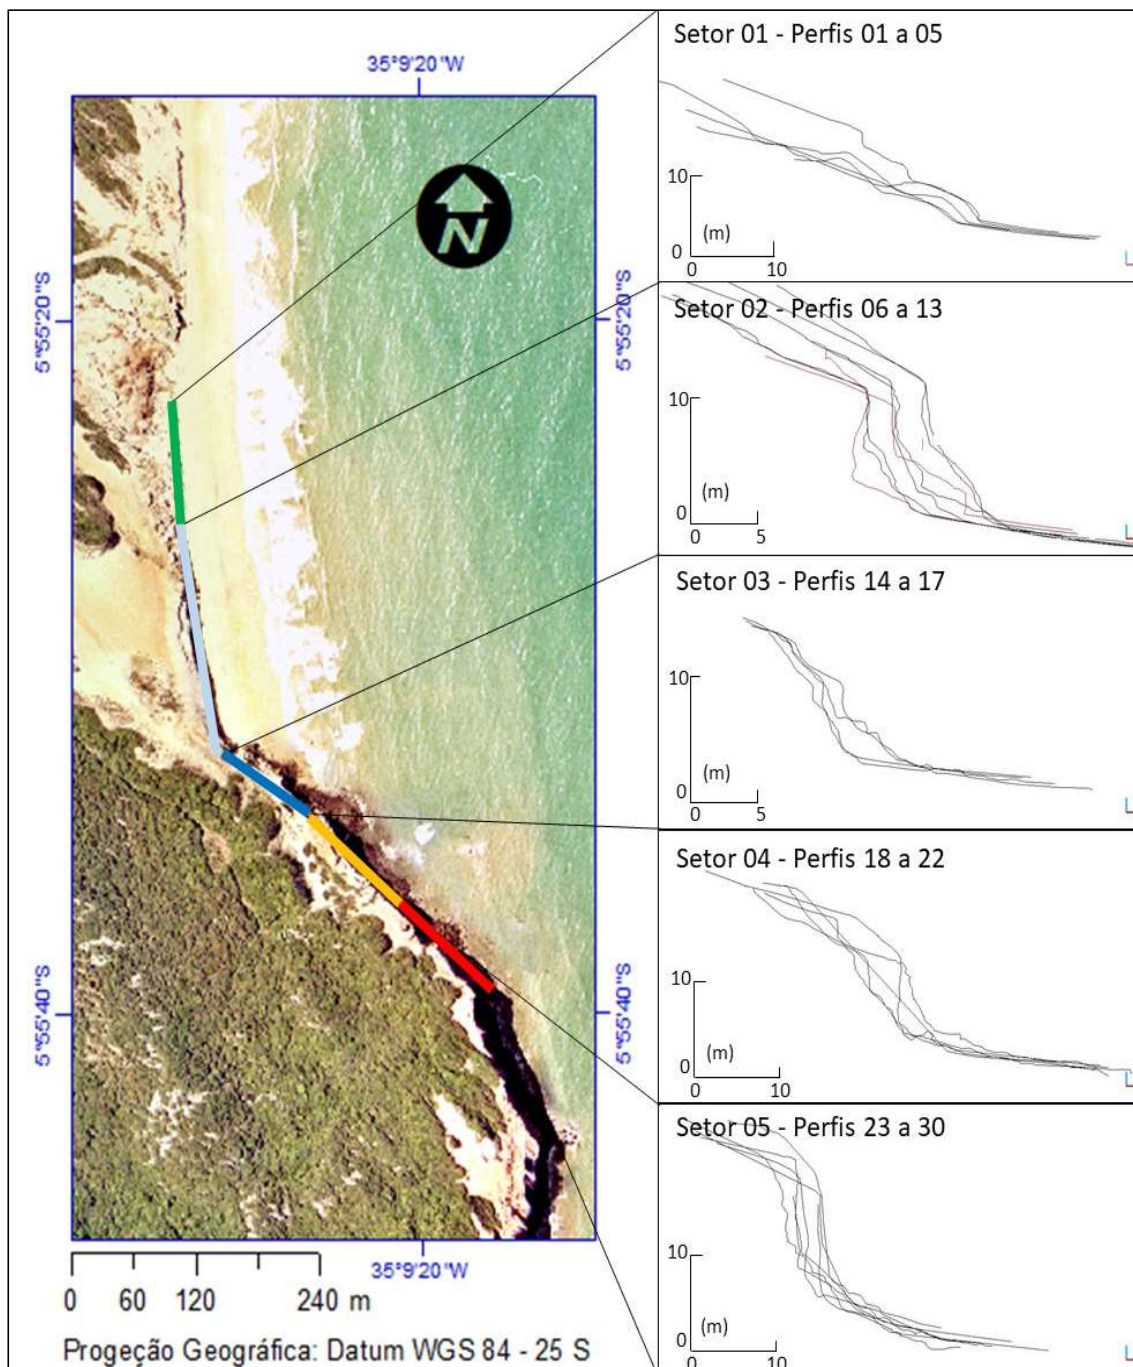 35°9'20"W
N
5°55'20"S
5°55'20"S
5°55'40"S
5°55'40"S
35°9'20"W
0 60 120 240 m
Progeção Geográfica: Datum WGS 84 - 25 S
Setor 01 - Perfis 01 a 05
10
(m)
0
0 10
Setor 02 - Perfis 06 a 13
10
(m)
0
0 5
Setor 03 - Perfis 14 a 17
10
(m)
0
0 5
Setor 04 - Perfis 18 a 22
10
(m)
0
0 10
Setor 05 - Perfis 23 a 30
10
(m)
0
0 10